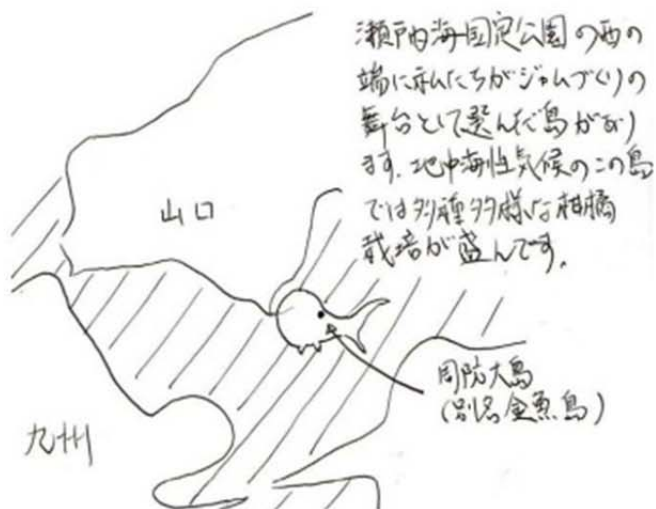 瀬戸内海国定公園の西の
端に私たちがジャムづくりの
舞台として選んだ島があり
ます。地中海性気候のこの島
では多種多様な柑橘
栽培が盛んです。
山口
周防大島
(別名金魚島)
九州